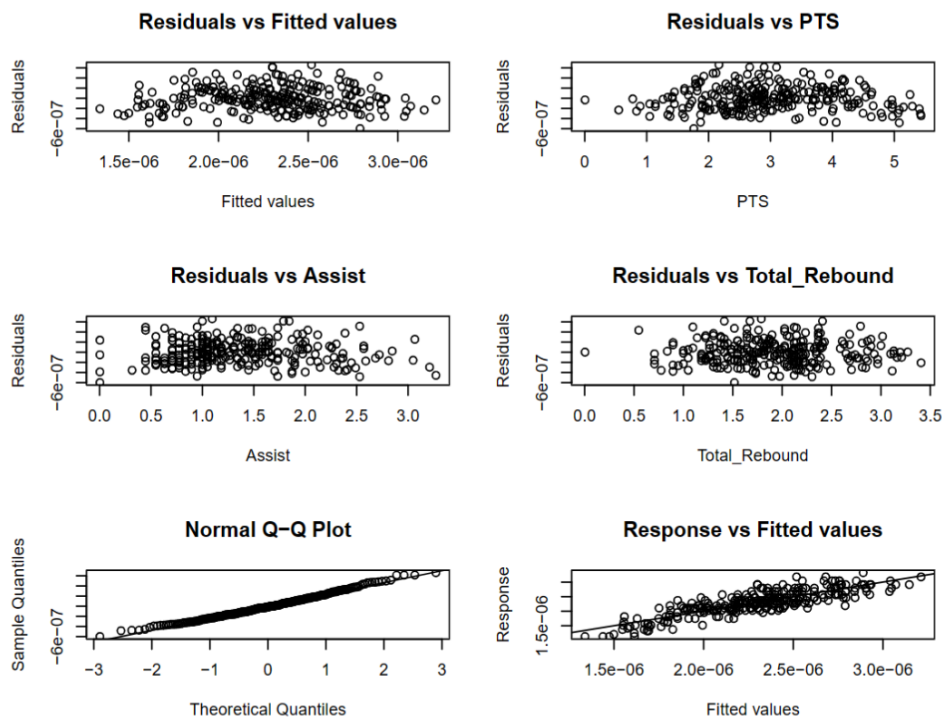 Residuals vs Fitted values
Residuals
−6e−07
1.5e−06 2.0e−06 2.5e−06 3.0e−06
Fitted values
Residuals vs PTS
Residuals
−6e−07
0 1 2 3 4 5
PTS
Residuals vs Assist
Residuals
−6e−07
0.0 0.5 1.0 1.5 2.0 2.5 3.0
Assist
Residuals vs Total_Rebound
Residuals
−6e−07
0.0 0.5 1.0 1.5 2.0 2.5 3.0 3.5
Total_Rebound
Normal Q−Q Plot
Sample Quantiles
−6e−07
−3 −2 −1 0 1 2 3
Theoretical Quantiles
Response vs Fitted values
Response
1.5e−06
1.5e−06 2.0e−06 2.5e−06 3.0e−06
Fitted values